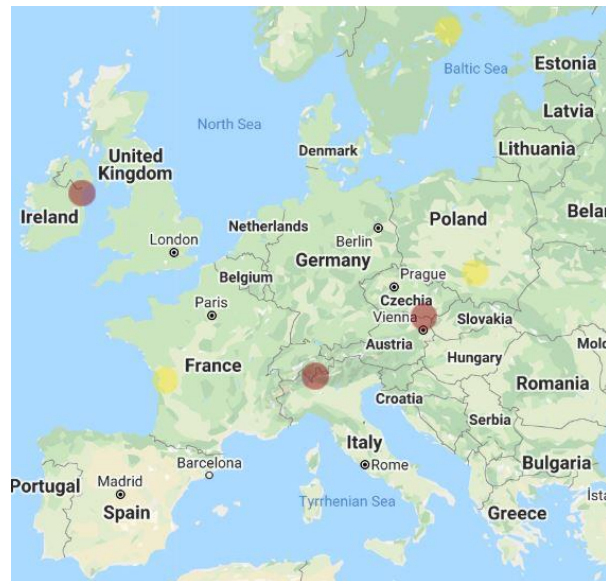 Baltic Sea
Estonia
Latvia
North Sea
Lithuania
Denmark
United
Kingdom
Ireland
Poland
Belar
Netherlands
Berlin
London
Germany
Belgium
Prague
Czechia
Paris
Vienna
Slovakia
Austria
Hungary
Mold
France
Romania
Croatia
Serbia
Italy
Barcelona
Rome
Bulgaria
Portugal
Madrid
Spain
Tyrrhenian Sea
Ista
Greece